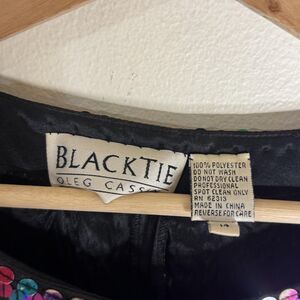 BLACKTIE
OLEG CASS
100% POLYESTER
DO NOT WASH
DO NOT DRY CLEAN
PROFESSIONAL
SPOT CLEAN ONLY
RN 62313
MADE IN CHINA
REVERSE FOR CARE
14